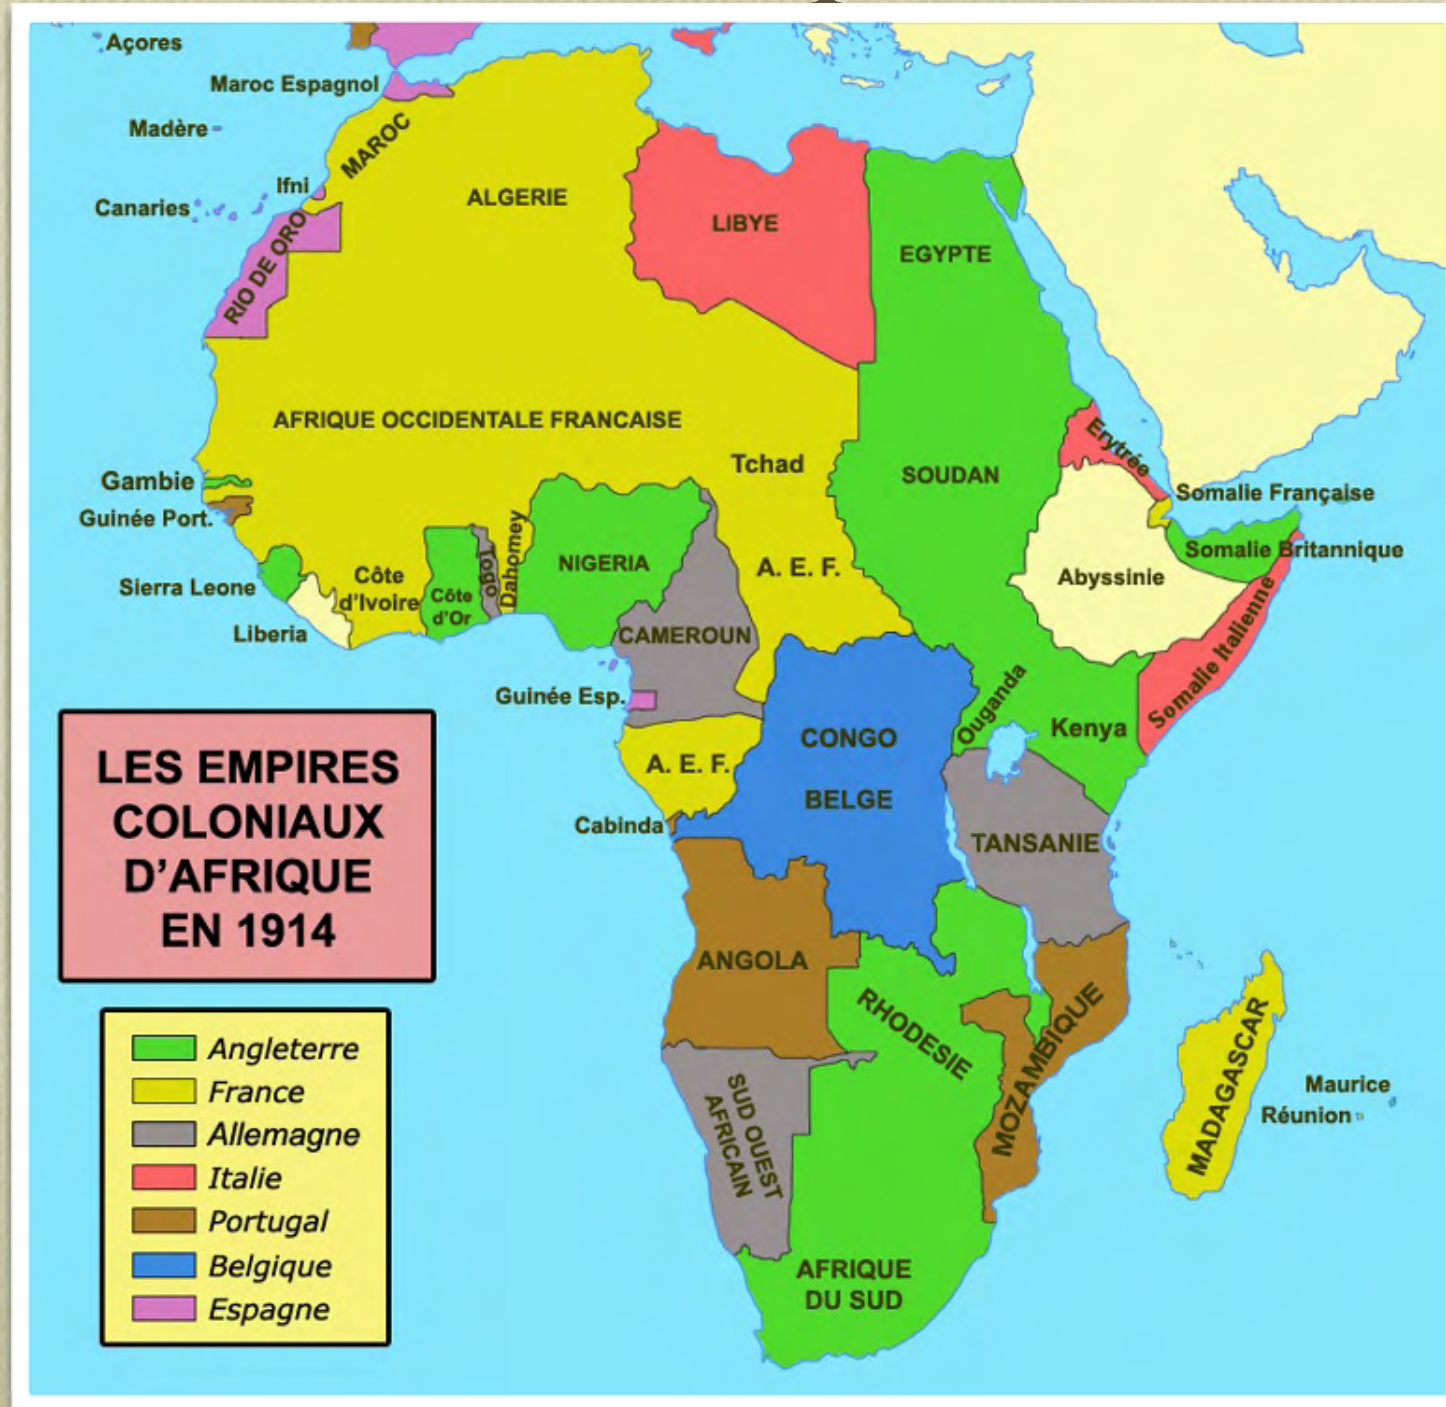 Açores
Maroc Espagnol
Madère
MAROC
Ifni
Canaries
ALGERIE
LIBYE
EGYPTE
RIO DE ORO
AFRIQUE OCCIDENTALE FRANCAISE
Erytrée
Tchad
SOUDAN
Gambie
Somalie Française
Guinée Port.
Dahomey
Togo
NIGERIA
A. E. F.
Somalie Britannique
Abyssinie
Sierra Leone
Côte
d'Ivoire
Côte
d'Or
Liberia
CAMEROUN
Somalie Italienne
Guinée Esp.
Ouganda
Kenya
CONGO
BELGE
A. E. F.
Cabinda
TANSANIE
LES EMPIRES
COLONIAUX
D’AFRIQUE
EN 1914
ANGOLA
RHODESIE
MOZAMBIQUE
MADAGASCAR
Maurice
Réunion
SUD OUEST
AFRICAIN
AFRIQUE
DU SUD
Angleterre
France
Allemagne
Italie
Portugal
Belgique
Espagne